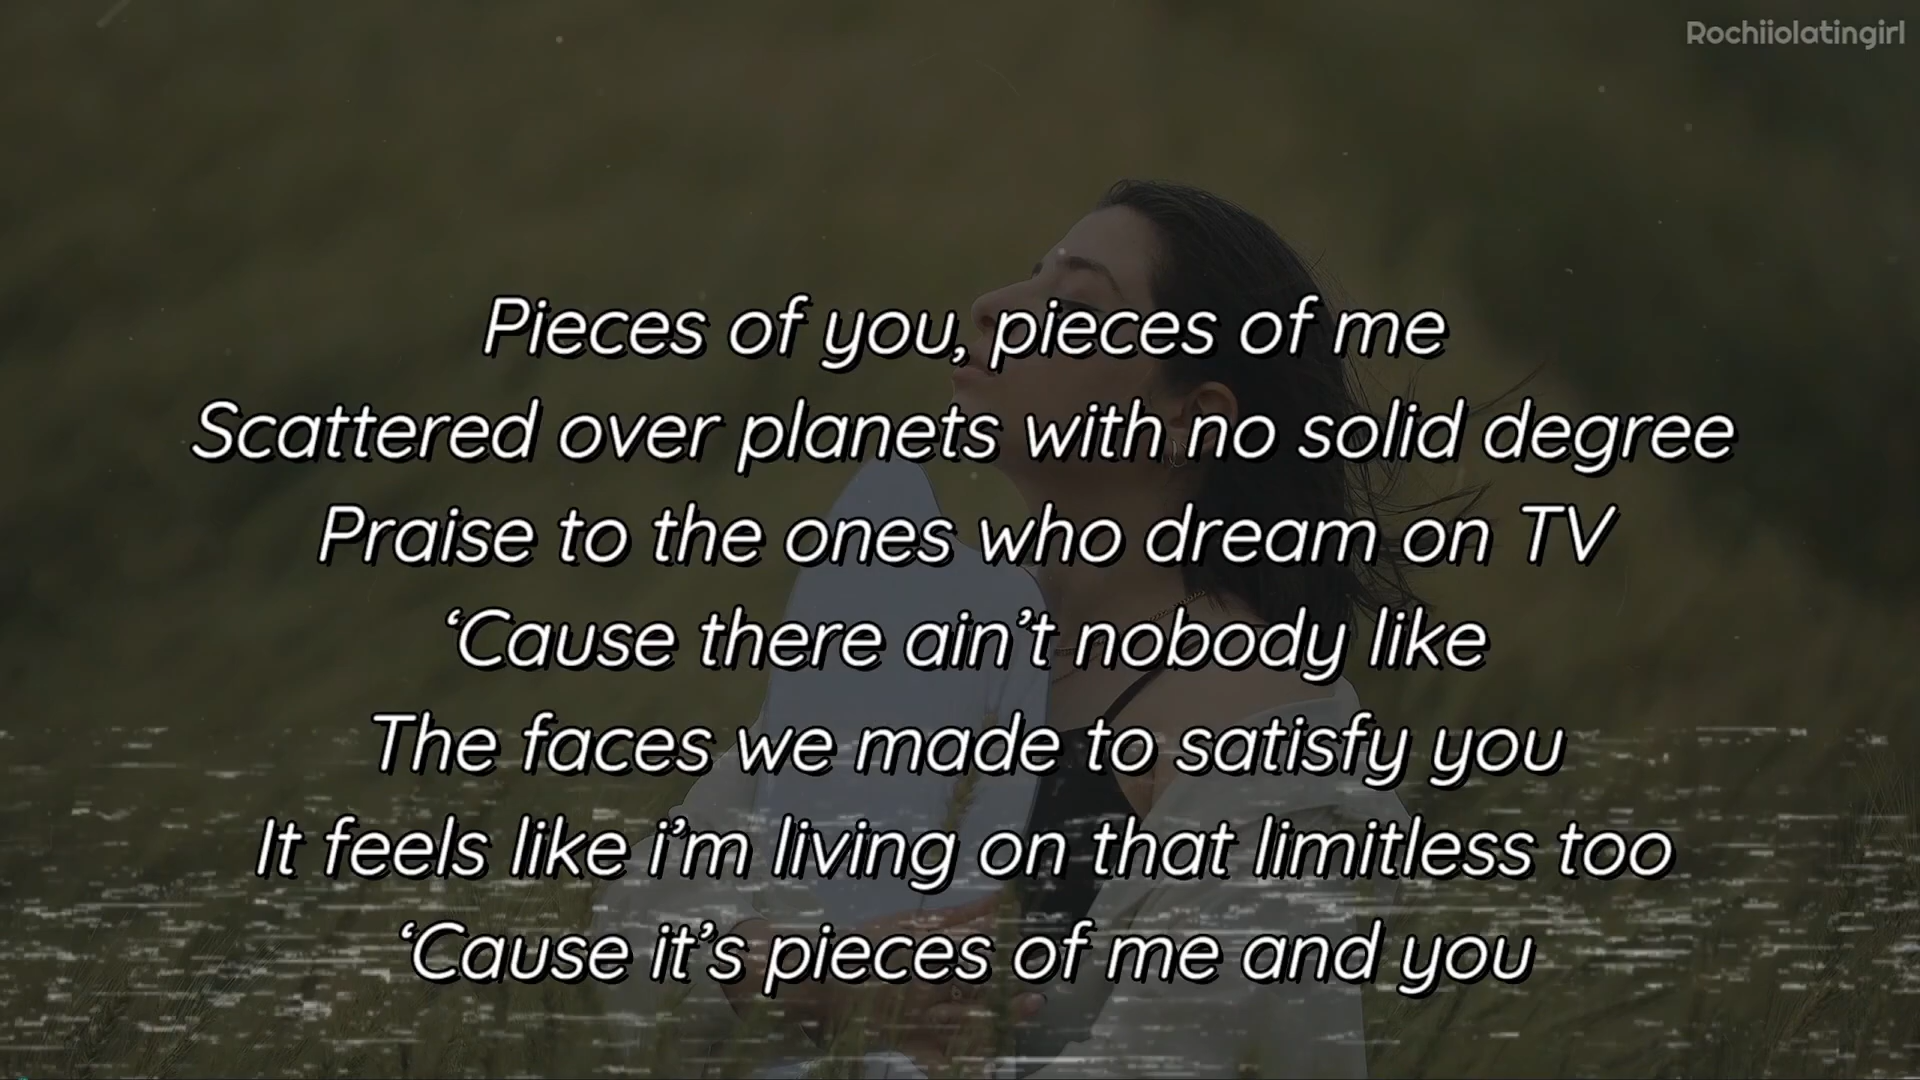 Rochiiolatingirl
Pieces of you, pieces of me
Scattered over planets with no solid degree
Praise to the ones who dream on TV
‘Cause there ain’t nobody like
The faces we made to satisfy you
It feels like i’m living on that limitless too
‘Cause it’s pieces of me and you